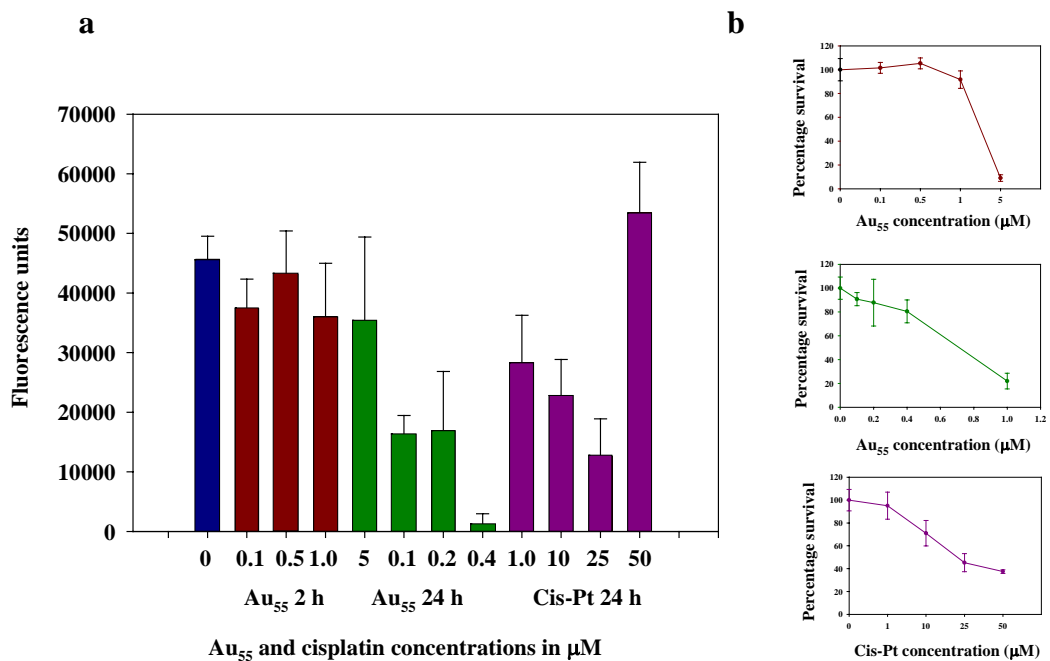 a
70000
60000
50000
40000
30000
20000
10000
0
Fluorescence units
0 0.1 0.5 1.0 5 0.1 0.2 0.4 1.0 10 25 50
Au₅₅ 2 h Au₅₅ 24 h Cis-Pt 24 h
Au₅₅ and cisplatin concentrations in μM
b
120
100
80
60
40
20
0
Percentage survival
0 0.1 0.5 1 5
Au₅₅ concentration (μM)
120
100
80
60
40
20
0
Percentage survival
0.0 0.2 0.4 0.6 0.8 1.0 1.2
Au₅₅ concentration (μM)
120
100
80
60
40
20
0
Percentage survival
0 1 10 25 50
Cis-Pt concentration (μM)